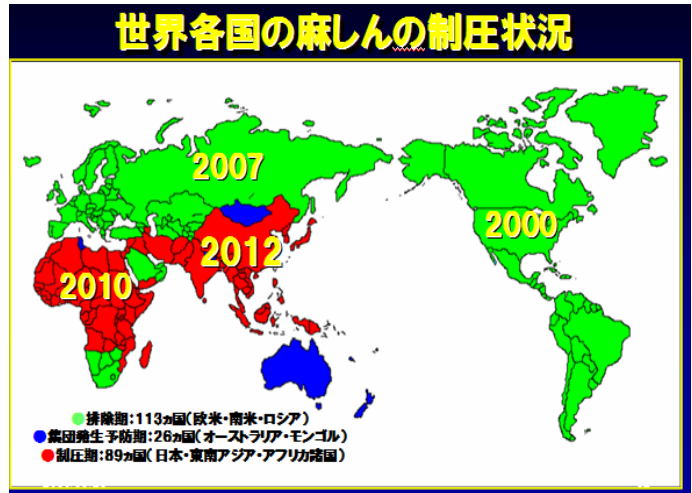 世界各国の麻しんの制圧状況
2007
2000
2012
2010
●排除期：113ヵ国（欧米・南米・ロシア）
●集団発生予防期：26ヵ国（オーストラリア・モンゴル）
●制圧期：89ヵ国（日本・東南アジア・アフリカ諸国）